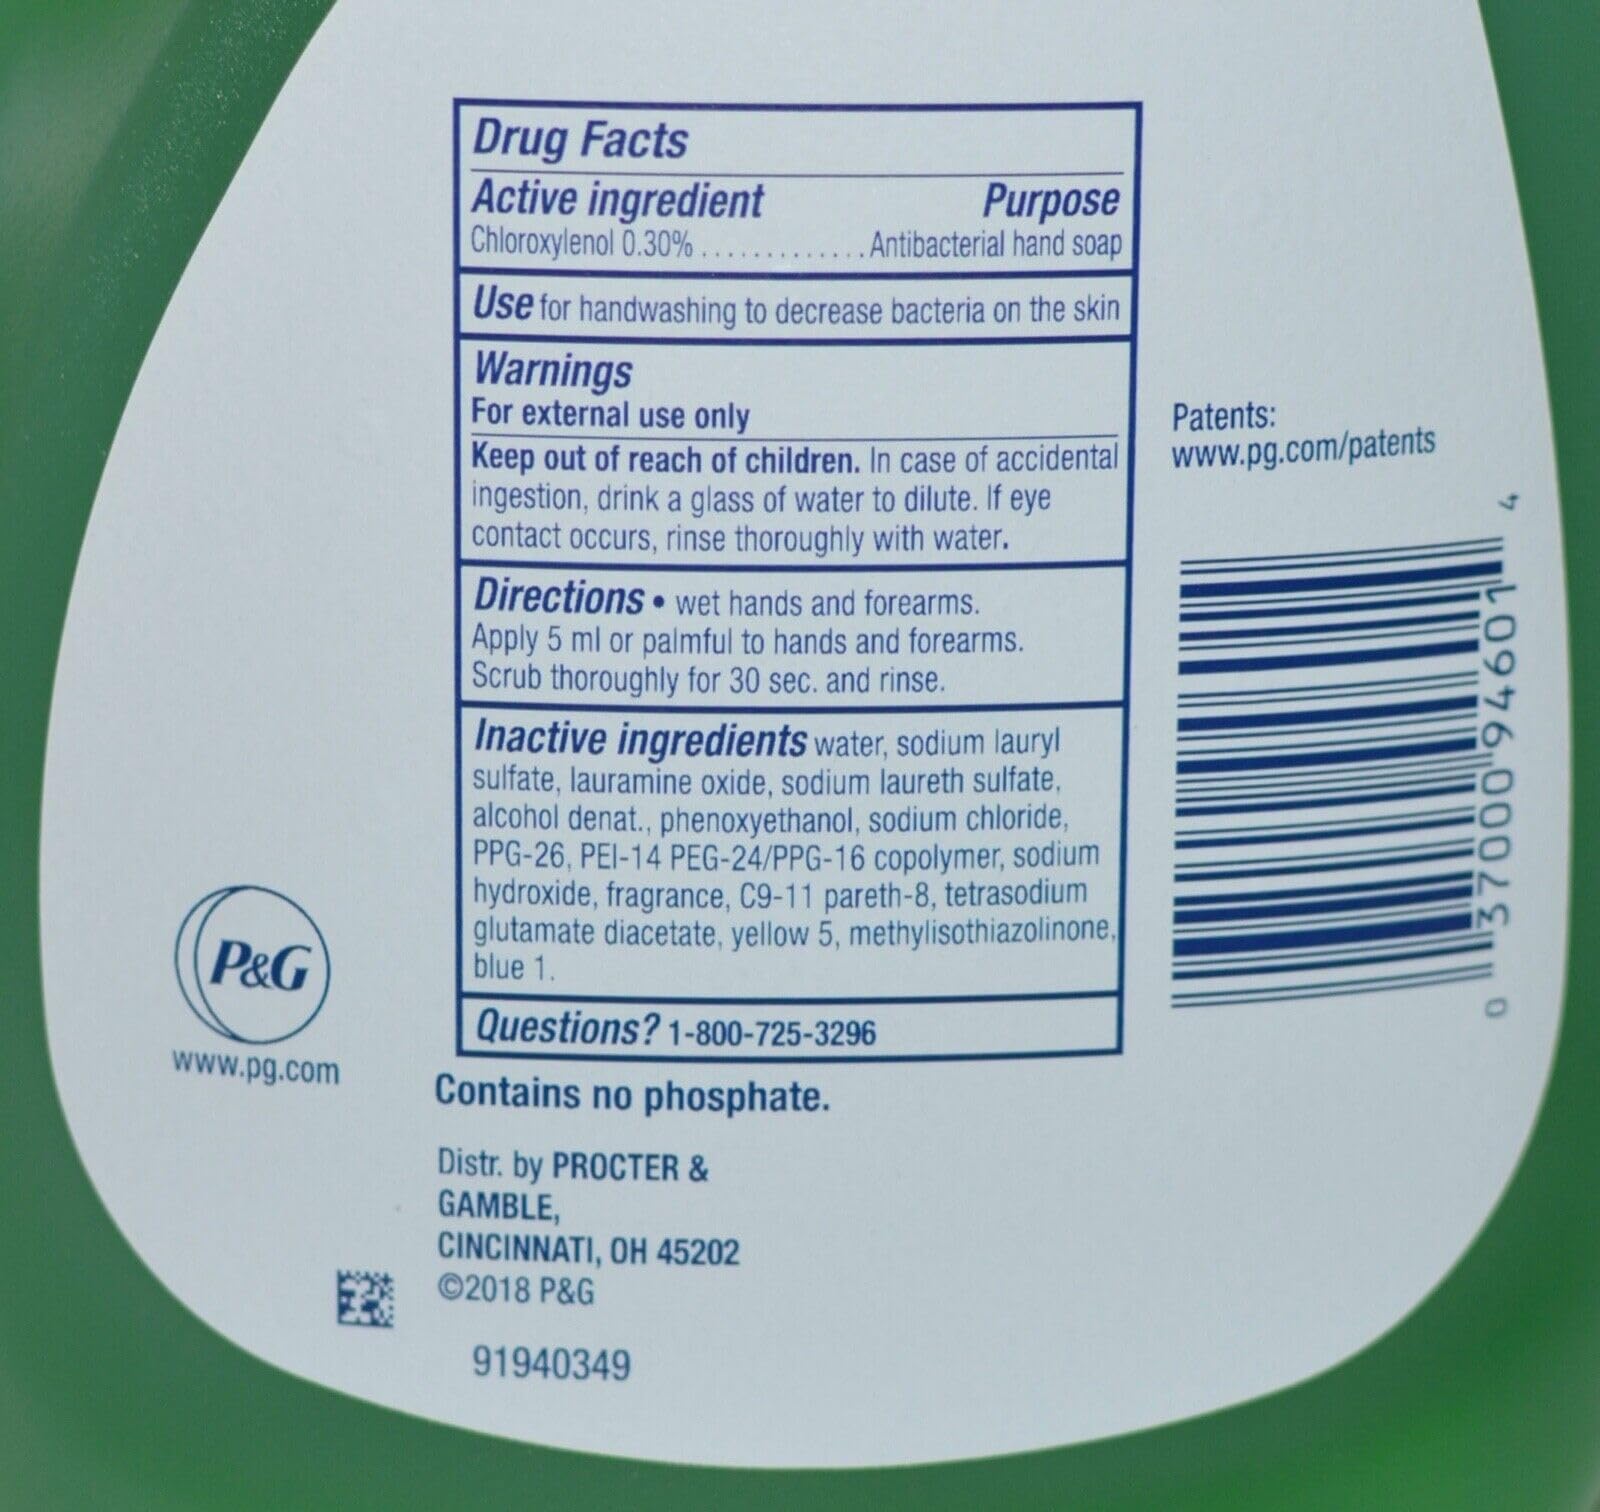 Drug Facts
Active ingredient Purpose
Chloroxylenol 0.30% ............. Antibacterial hand soap
Use for handwashing to decrease bacteria on the skin
Warnings
For external use only
Keep out of reach of children. In case of accidental
ingestion, drink a glass of water to dilute. If eye
contact occurs, rinse thoroughly with water.
Directions • wet hands and forearms.
Apply 5 ml or palmful to hands and forearms.
Scrub thoroughly for 30 sec. and rinse.
Inactive ingredients water, sodium lauryl
sulfate, lauramine oxide, sodium laureth sulfate,
alcohol denat., phenoxyethanol, sodium chloride,
PPG-26, PEI-14 PEG-24/PPG-16 copolymer, sodium
hydroxide, fragrance, C9-11 pareth-8, tetrasodium
glutamate diacetate, yellow 5, methylisothiazolinone,
blue 1.
Questions? 1-800-725-3296
Contains no phosphate.
Distr. by PROCTER &
GAMBLE,
CINCINNATI, OH 45202
©2018 P&G
91940349
P&G
www.pg.com
Patents:
www.pg.com/patents
0 37000 94601 4